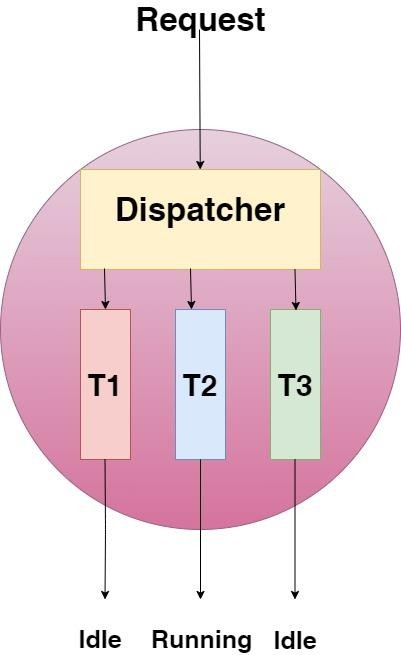 Request
Dispatcher
T1 T2 T3
Idle Running Idle